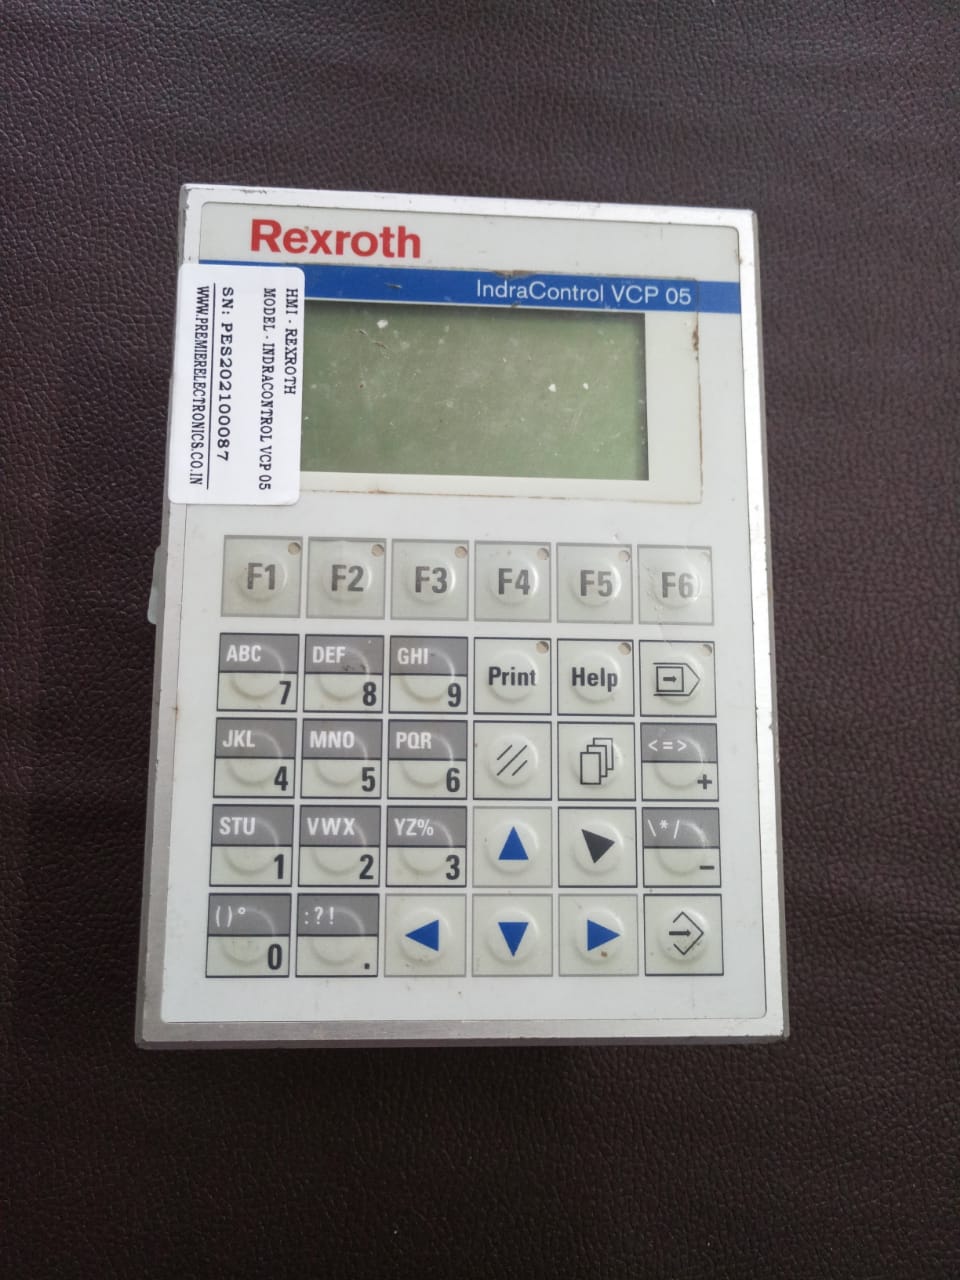 Rexroth
IndraControl VCP 05
HMI - REXROTH
MODEL - INDRACONTROL VCP 05
SN: PES202100087
WWW.PREMIERELECTRONICS.CO.IN
F1 F2 F3 F4 F5 F6
ABC 7 DEF 8 GHI 9 Print Help
JKL 4 MNO 5 PQR 6 <=> +
STU 1 VWX 2 YZ% 3 \*/ −
()° 0 :?! .